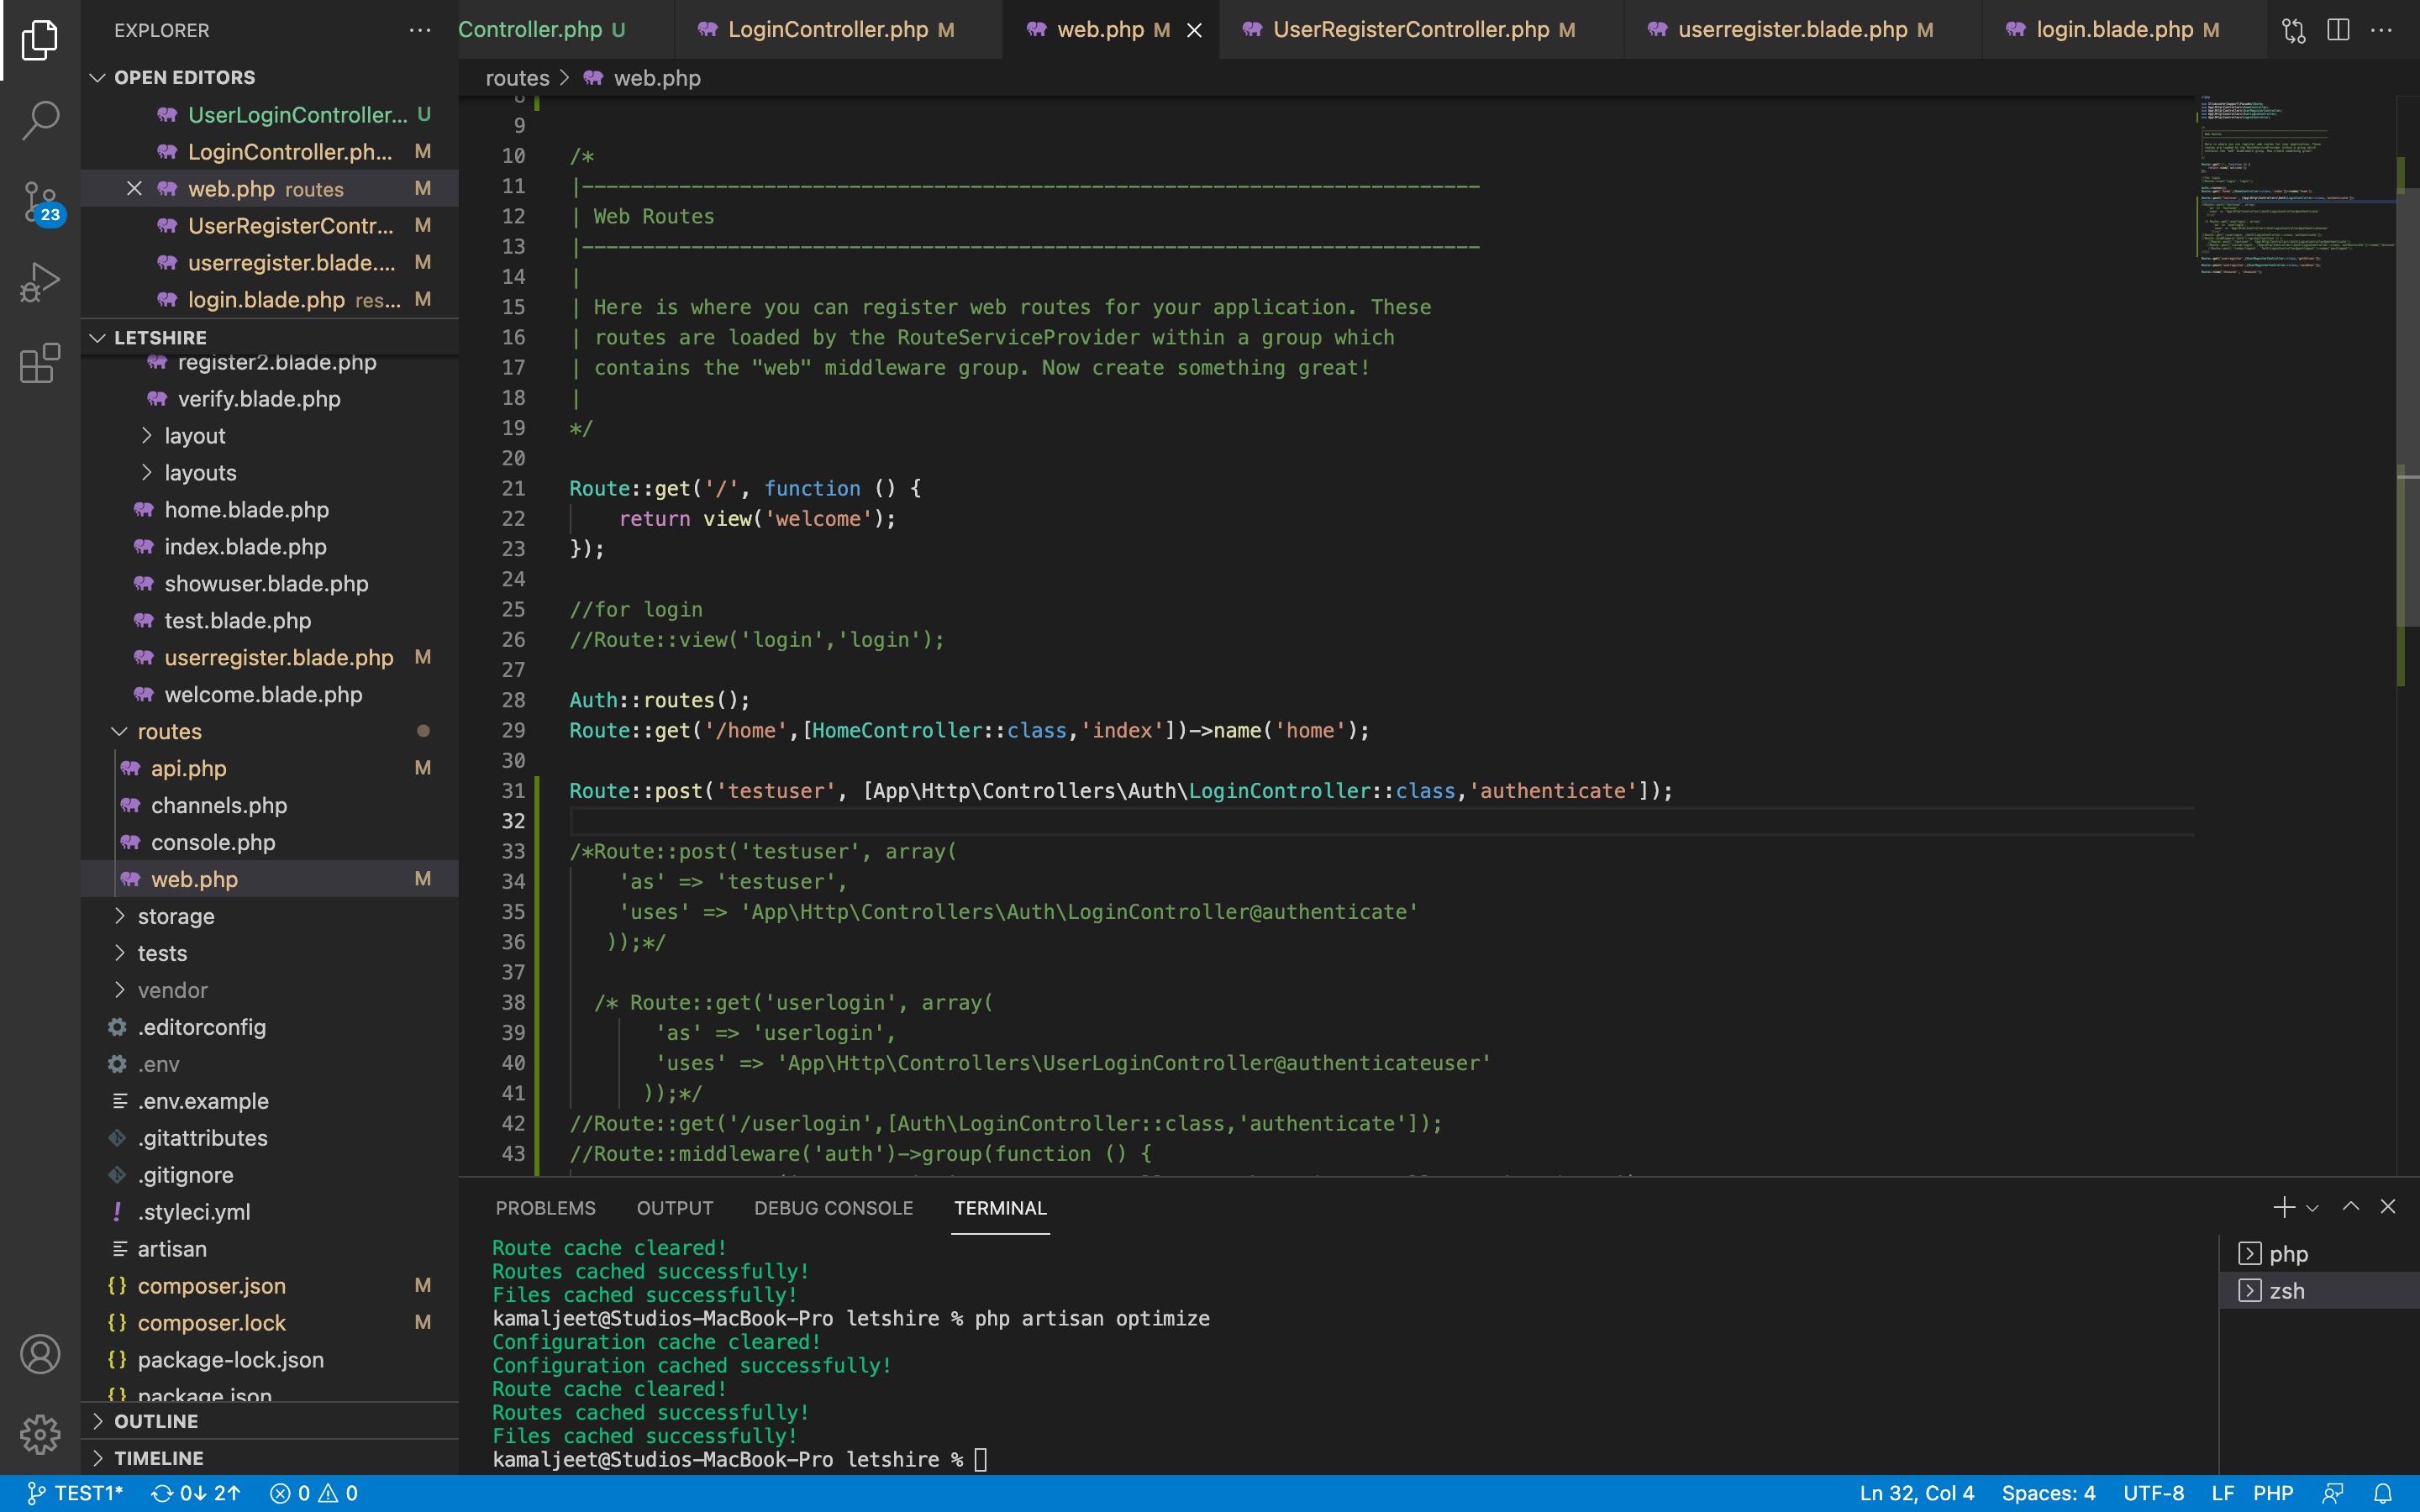 EXPLORER
OPEN EDITORS
UserLoginController... U
LoginController.ph... M
web.php routes M
UserRegisterContr... M
userregister.blade.... M
login.blade.php res... M
LETSHIRE
register2.blade.php
verify.blade.php
layout
layouts
home.blade.php
index.blade.php
showuser.blade.php
test.blade.php
userregister.blade.php M
welcome.blade.php
routes
api.php M
channels.php
console.php
web.php M
storage
tests
vendor
.editorconfig
.env
.env.example
.gitattributes
.gitignore
.styleci.yml
artisan
composer.json M
composer.lock M
package-lock.json
package.json
OUTLINE
TIMELINE
23
Controller.php U
LoginController.php M
web.php M
UserRegisterController.php M
userregister.blade.php M
login.blade.php M
routes > web.php
8
9
10 /*
11 |--------------------------------------------------------------------------
12 | Web Routes
13 |--------------------------------------------------------------------------
14 |
15 | Here is where you can register web routes for your application. These
16 | routes are loaded by the RouteServiceProvider within a group which
17 | contains the "web" middleware group. Now create something great!
18 |
19 */
20
21 Route::get('/', function () {
22 return view('welcome');
23 });
24
25 //for login
26 //Route::view('login','login');
27
28 Auth::routes();
29 Route::get('/home',[HomeController::class,'index'])->name('home');
30
31 Route::post('testuser', [App\Http\Controllers\Auth\LoginController::class,'authenticate']);
32
33 /*Route::post('testuser', array(
34 'as' => 'testuser',
35 'uses' => 'App\Http\Controllers\Auth\LoginController@authenticate'
36 ));*/
37
38 /* Route::get('userlogin', array(
39 'as' => 'userlogin',
40 'uses' => 'App\Http\Controllers\UserLoginController@authenticateuser'
41 ));*/
42 //Route::get('/userlogin',[Auth\LoginController::class,'authenticate']);
43 //Route::middleware('auth')->group(function () {
PROBLEMS OUTPUT DEBUG CONSOLE TERMINAL
Route cache cleared!
Routes cached successfully!
Files cached successfully!
kamaljeet@Studios-MacBook-Pro letshire % php artisan optimize
Configuration cache cleared!
Configuration cached successfully!
Route cache cleared!
Routes cached successfully!
Files cached successfully!
kamaljeet@Studios-MacBook-Pro letshire %
php
zsh
TEST1* 0↓ 2↑ 0 0 Ln 32, Col 4 Spaces: 4 UTF-8 LF PHP